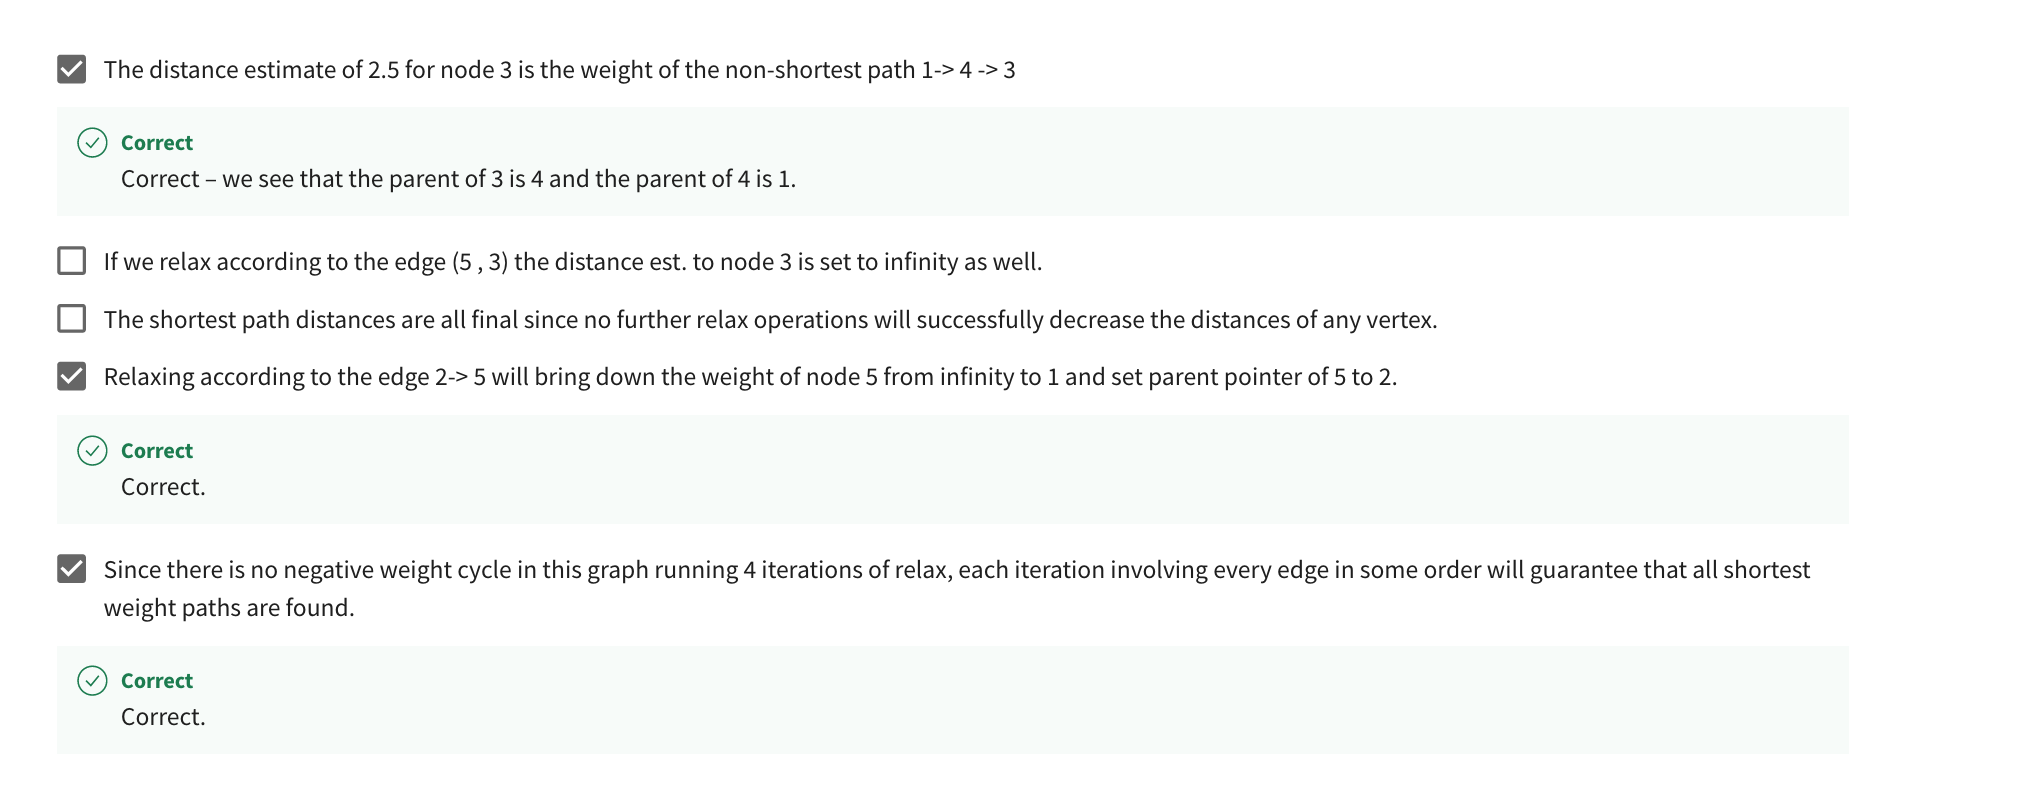 The distance estimate of 2.5 for node 3 is the weight of the non-shortest path 1-> 4 -> 3
Correct
Correct – we see that the parent of 3 is 4 and the parent of 4 is 1.
If we relax according to the edge (5 , 3) the distance est. to node 3 is set to infinity as well.
The shortest path distances are all final since no further relax operations will successfully decrease the distances of any vertex.
Relaxing according to the edge 2-> 5 will bring down the weight of node 5 from infinity to 1 and set parent pointer of 5 to 2.
Correct
Correct.
Since there is no negative weight cycle in this graph running 4 iterations of relax, each iteration involving every edge in some order will guarantee that all shortest
weight paths are found.
Correct
Correct.